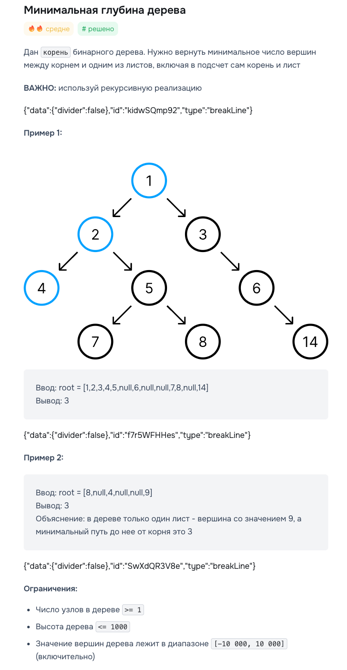 Минимальная глубина дерева
🔥🔥 средне # решено
Дан корень бинарного дерева. Нужно вернуть минимальное число вершин
между корнем и одним из листов, включая в подсчет сам корень и лист
ВАЖНО: используй рекурсивную реализацию
{"data":{"divider":false},"id":"kidwSQmp92","type":"breakLine"}
Пример 1:
1
2 3
4 5 6
7 8 14
Ввод: root = [1,2,3,4,5,null,6,null,null,7,8,null,14]
Вывод: 3
{"data":{"divider":false},"id":"f7r5WFHHes","type":"breakLine"}
Пример 2:
Ввод: root = [8,null,4,null,null,9]
Вывод: 3
Объяснение: в дереве только один лист - вершина со значением 9, а
минимальный путь до нее от корня это 3
{"data":{"divider":false},"id":"SwXdQR3V8e","type":"breakLine"}
Ограничения:
• Число узлов в дереве >= 1
• Высота дерева <= 1000
• Значение вершин дерева лежит в диапазоне [−10 000, 10 000]
(включительно)